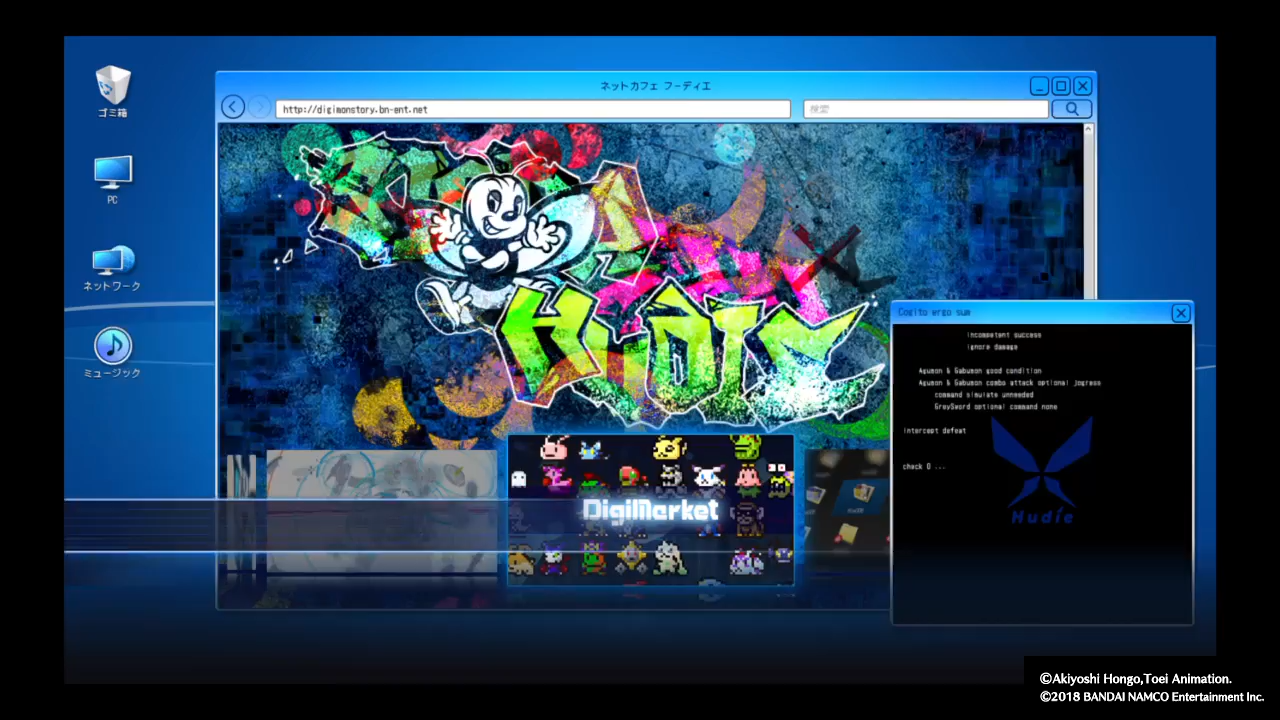 ゴミ箱
PC
ネットワーク
ミュージック
ネットカフェ フーディエ
http://digimonstory.bn-ent.net
検索
Hudie
DigiMarket
Cogito ergo sum
incompetent success
ignore damage
Agumon & Gabumon good condition
Agumon & Gabumon combo attack optional jogress
command simulate unneeded
GreySword optional command none
intercept defeat
check 0 ...
Hudie
©Akiyoshi Hongo,Toei Animation.
©2018 BANDAI NAMCO Entertainment Inc.